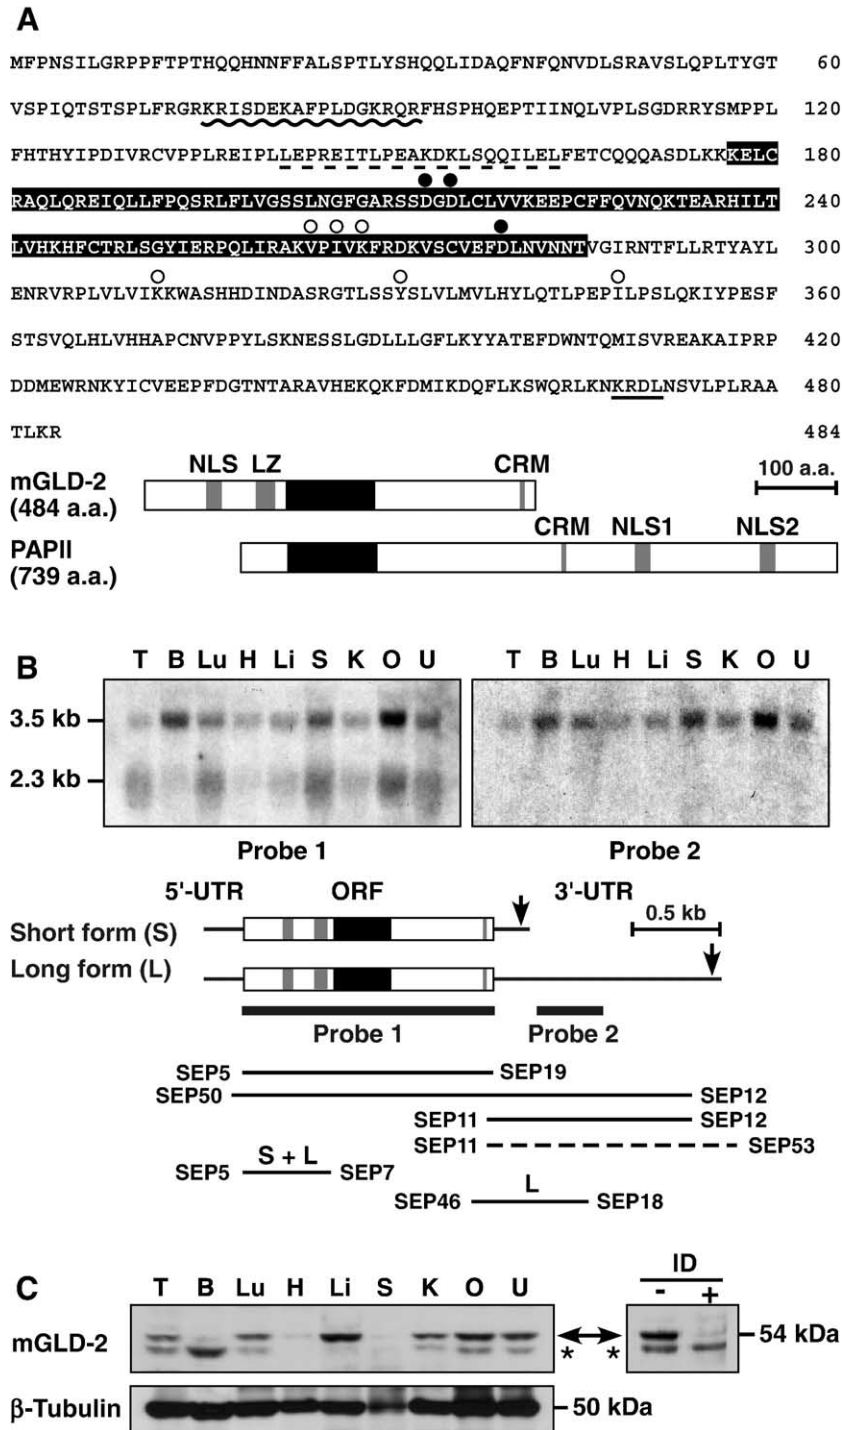 A
MFPNSILGRPPFTPTHQQHNNFFALSPTLYSHQQLIDAQFNFQNVDLSRAVSLQPLTYGT 60
VSPIQTSTSPLFRGRKRISDEKAFPLDGKRQRFHSPHQEPTIINQLVPLSGDRRYSMPPL 120
FHTHYIPDIVRCVPPLREIPLLEPREITLPEAKDKLSQQILELFETCQQQASDLKKKELC 180
RAQLQREIQLLFPQSRLFLVGSSLNGFGARSSDGDLCLVVKEEPCFFQVNQKTEARHILT 240
LVHKHFCTRLSGYIERPQLIRAKVPIVKFRDKVSCVEFDLNVNNTVGIRNTFLLRTYAYL 300
ENRVRPLVLVIKKWASHHDINDASRGTLSSYSLVLMVLHYLQTLPEPILPSLQKIYPESF 360
STSVQLHLVHHAPCNVPPYLSKNESSLGDLLLGFLKYYATEFDWNTQMISVREAKAIPRP 420
DDMEWRNKYICVEEPFDGTNTARAVHEKQKFDMIKDQFLKSWQRLKNKRDLNSVLPLRAA 480
TLKR 484
NLS LZ CRM 100 a.a.
mGLD-2
(484 a.a.)
CRM NLS1 NLS2
PAPII
(739 a.a.)
B
T B Lu H Li S K O U T B Lu H Li S K O U
3.5 kb
2.3 kb
Probe 1 Probe 2
5'-UTR ORF 3'-UTR
0.5 kb
Short form (S)
Long form (L)
Probe 1 Probe 2
SEP5 SEP19
SEP50 SEP12
SEP11 SEP12
SEP11 SEP53
S + L
SEP5 SEP7
L
SEP46 SEP18
C
T B Lu H Li S K O U ID
- +
mGLD-2 54 kDa
* *
β-Tubulin 50 kDa